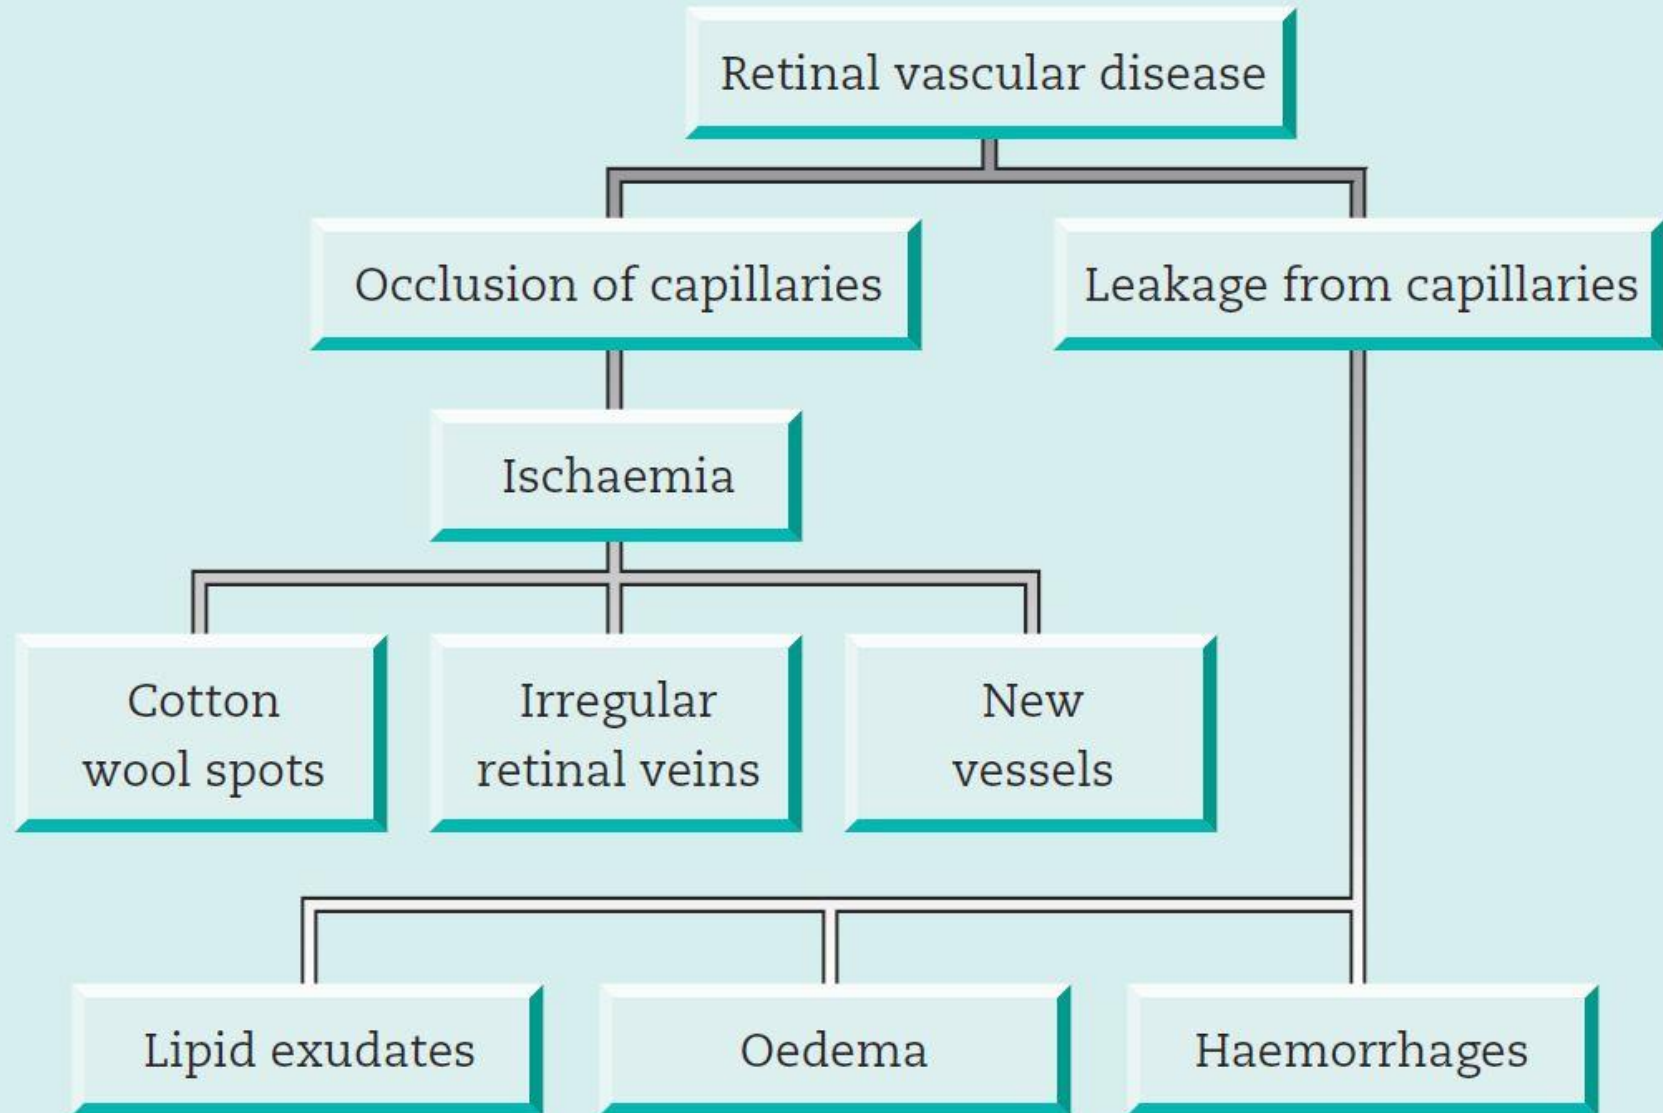 Retinal vascular disease
Occlusion of capillaries
Leakage from capillaries
Ischaemia
Cotton
wool spots
Irregular
retinal veins
New
vessels
Lipid exudates
Oedema
Haemorrhages